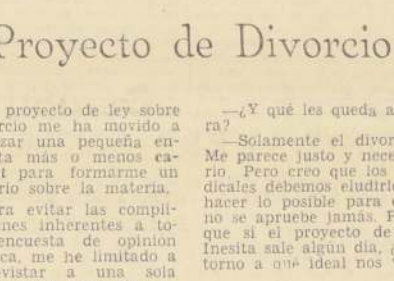 Proyecto de Divorcio
proyecto de ley sobre
rcio me ha movido a
zar una pequeña en-
ta más o menos ca-
t para formarme un
rio sobre la materia.
ra evitar las compli-
nes inherentes a to-
encuesta de opinión
ca, me he limitado a
evistar a una sola
—¿Y qué les queda a
ra?
—Solamente el divor
Me parece justo y nece
rio. Pero creo que los
dicales debemos eludirl
hacer lo posible para
no se apruebe jamás. P
que si el proyecto de
Inesita sale algún día, ¿
torno a qué ideal nos